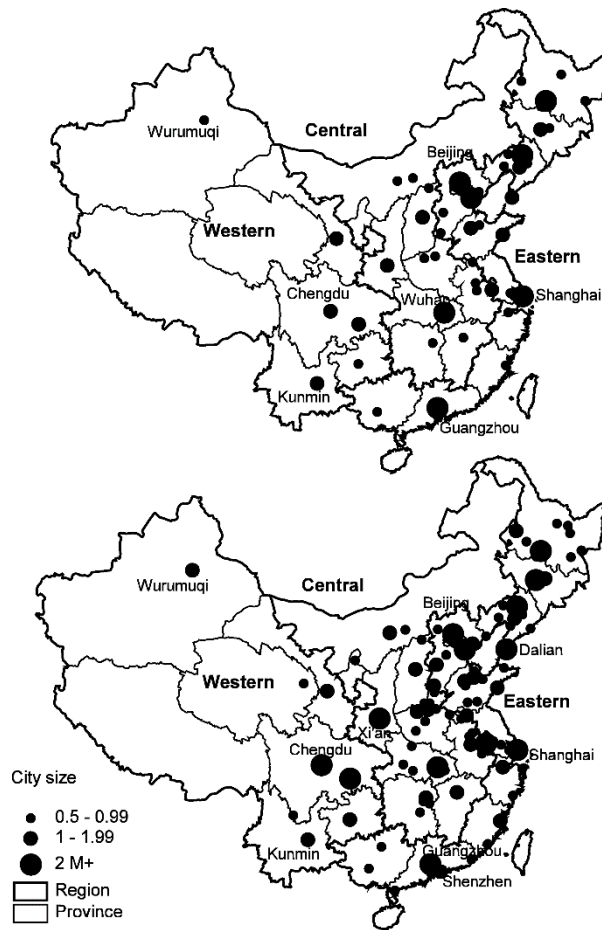 Wurumuqi
Central
Beijing
Western
Eastern
Chengdu
Wuhan
Shanghai
Kunmin
Guangzhou
Wurumuqi
Central
Beijing
Dalian
Western
Eastern
Xi'an
Shanghai
Chengdu
City size
0.5 - 0.99
1 - 1.99
Kunmin
Guangzhou
2 M+
Shenzhen
Region
Province